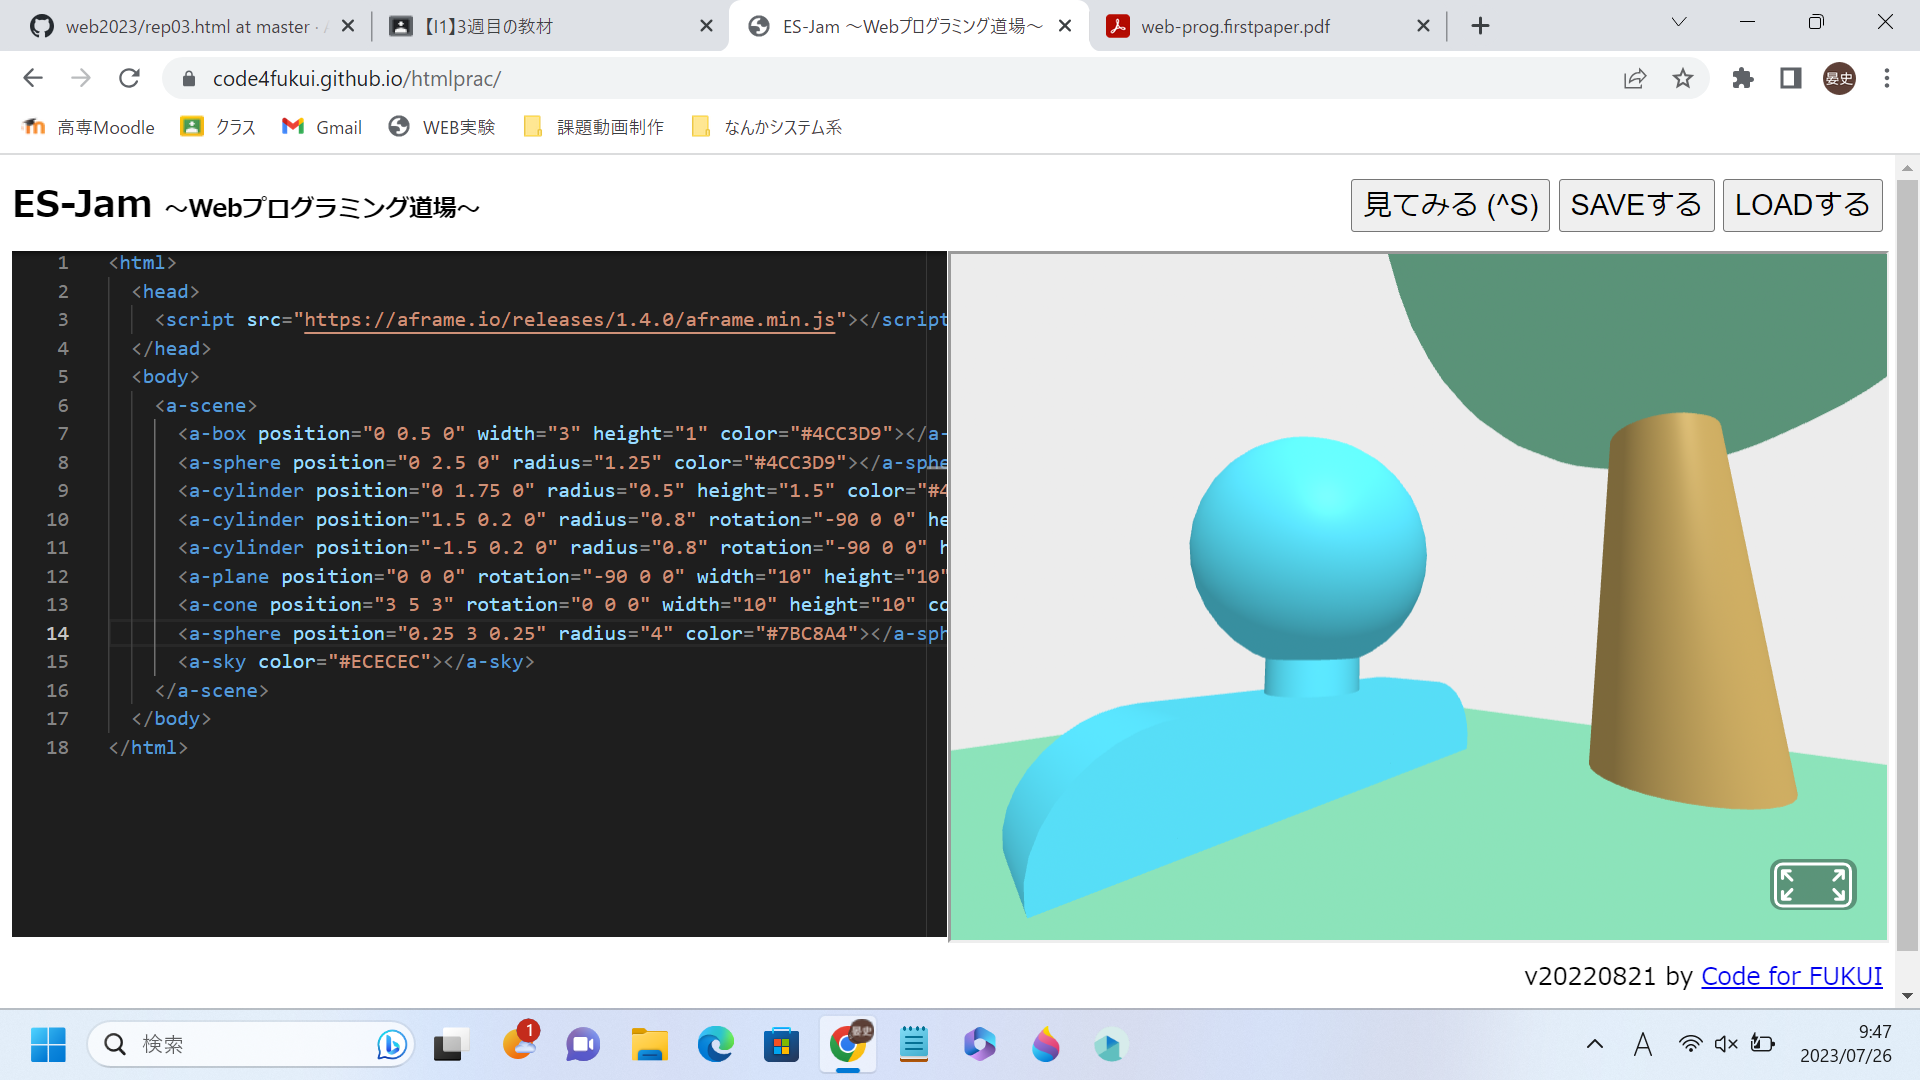 web2023/rep03.html at master ·
【I1】3週目の教材
ES-Jam ～Webプログラミング道場～
web-prog.firstpaper.pdf
code4fukui.github.io/htmlprac/
晏史
高専Moodle
クラス
Gmail
WEB実験
課題動画制作
なんかシステム系
ES-Jam ～Webプログラミング道場～
見てみる (^S)
SAVEする
LOADする
1 <html>
2 <head>
3 <script src="https://aframe.io/releases/1.4.0/aframe.min.js"></script
4 </head>
5 <body>
6 <a-scene>
7 <a-box position="0 0.5 0" width="3" height="1" color="#4CC3D9"></a-
8 <a-sphere position="0 2.5 0" radius="1.25" color="#4CC3D9"></a-sphe
9 <a-cylinder position="0 1.75 0" radius="0.5" height="1.5" color="#4
10 <a-cylinder position="1.5 0.2 0" radius="0.8" rotation="-90 0 0" he
11 <a-cylinder position="-1.5 0.2 0" radius="0.8" rotation="-90 0 0" h
12 <a-plane position="0 0 0" rotation="-90 0 0" width="10" height="10"
13 <a-cone position="3 5 3" rotation="0 0 0" width="10" height="10" co
14 <a-sphere position="0.25 3 0.25" radius="4" color="#7BC8A4"></a-sph
15 <a-sky color="#ECECEC"></a-sky>
16 </a-scene>
17 </body>
18 </html>
v20220821 by Code for FUKUI
検索
1
晏史
A
9:47
2023/07/26